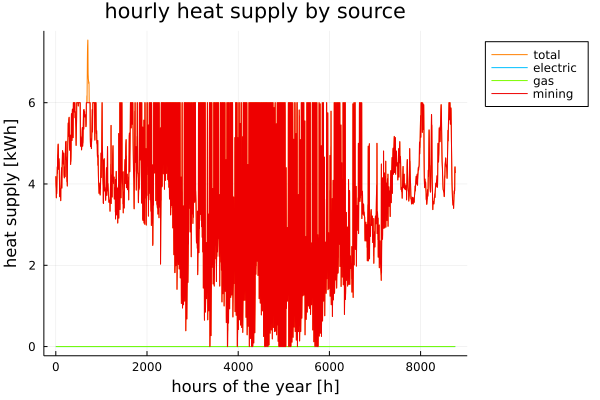 hourly heat supply by source
total
electric
gas
mining
heat supply [kWh]
6
4
2
0
0 2000 4000 6000 8000
hours of the year [h]